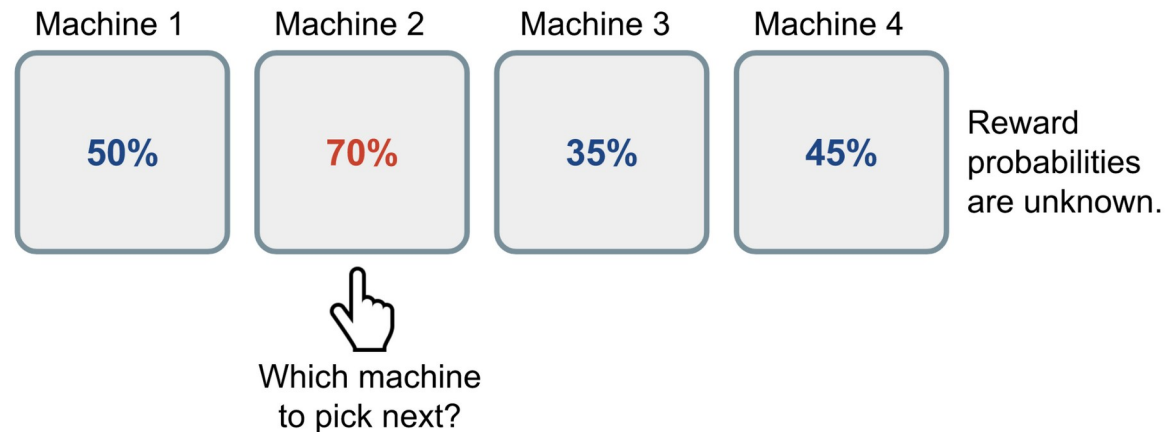 Machine 1
Machine 2
Machine 3
Machine 4
50%
70%
35%
45%
Reward
probabilities
are unknown.
Which machine
to pick next?